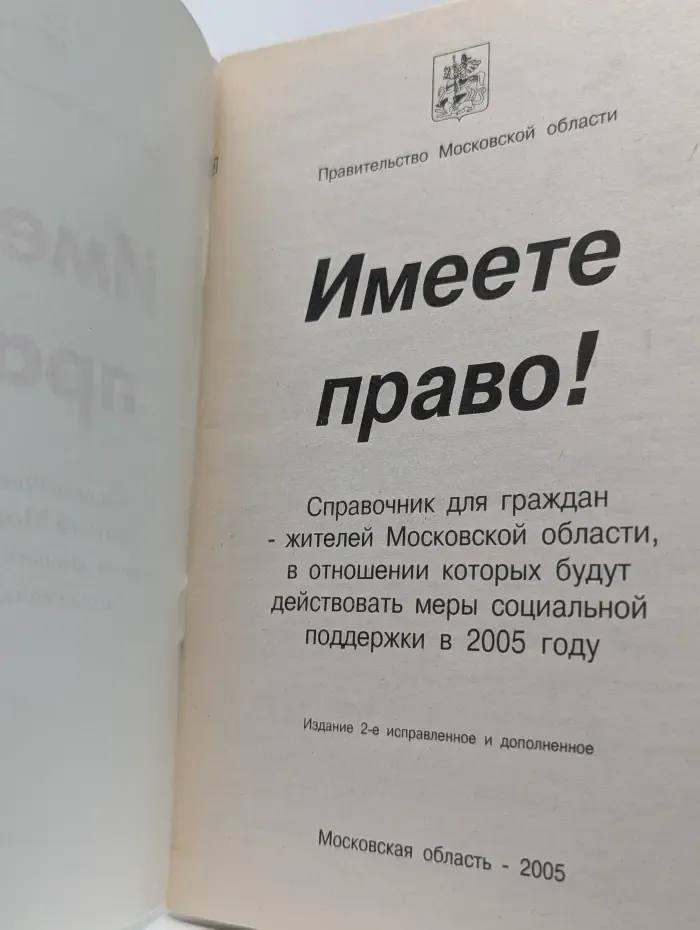 Правительство Московской области
Имеете
право!
Справочник для граждан
- жителей Московской области,
в отношении которых будут
действовать меры социальной
поддержки в 2005 году
Издание 2-е исправленное и дополненное
Московская область - 2005